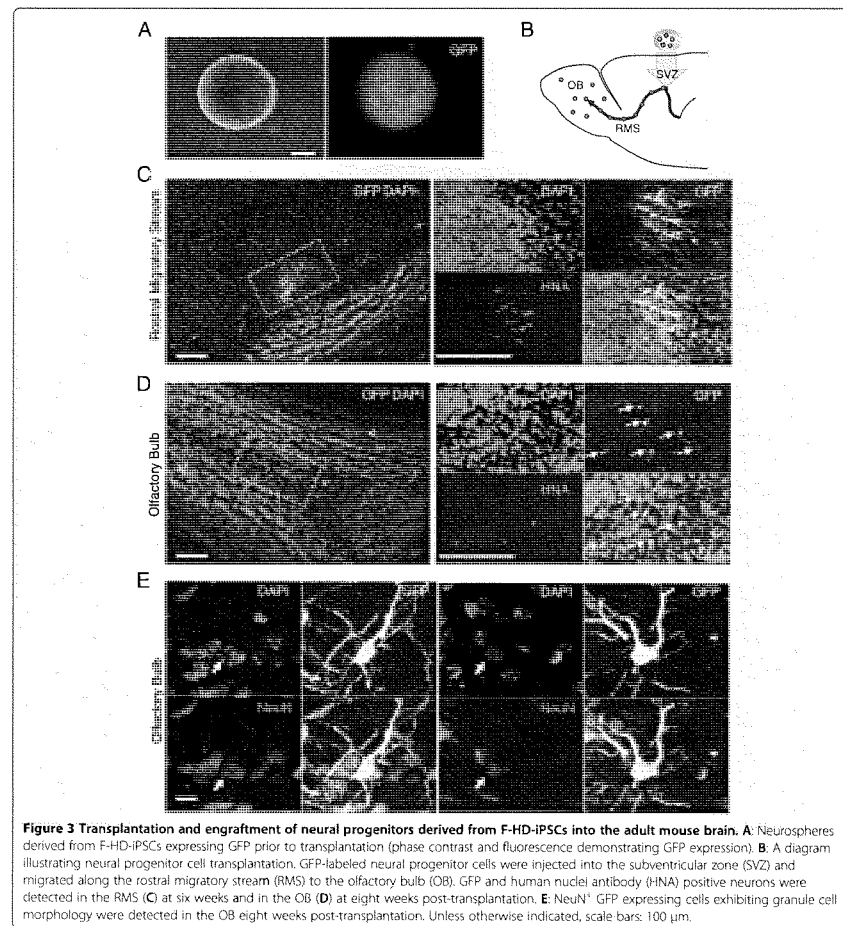 A
B
GFP
SVZ
OB
RMS
C
Rostral Migratory Stream
GFP DAPI
DAPI
GFP
HNA
D
Olfactory Bulb
GFP DAPI
DAPI
GFP
HNA
E
Olfactory Bulb
DAPI
GFP
DAPI
GFP
NeuN
NeuN
Figure 3 Transplantation and engraftment of neural progenitors derived from F-HD-iPSCs into the adult mouse brain. A: Neurospheres
derived from F-HD-iPSCs expressing GFP prior to transplantation (phase contrast and fluorescence demonstrating GFP expression). B: A diagram
illustrating neural progenitor cell transplantation. GFP-labeled neural progenitor cells were injected into the subventricular zone (SVZ) and
migrated along the rostral migratory stream (RMS) to the olfactory bulb (OB). GFP and human nuclei antibody (HNA) positive neurons were
detected in the RMS (C) at six weeks and in the OB (D) at eight weeks post-transplantation. E: NeuN⁺ GFP expressing cells exhibiting granule cell
morphology were detected in the OB eight weeks post-transplantation. Unless otherwise indicated, scale bars: 100 µm.